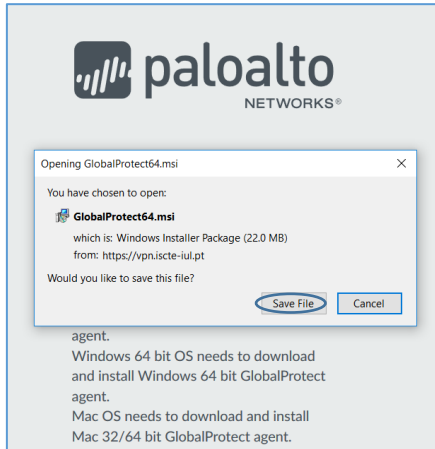 paloalto
NETWORKS®
Opening GlobalProtect64.msi
You have chosen to open:
GlobalProtect64.msi
which is: Windows Installer Package (22.0 MB)
from: https://vpn.iscte-iul.pt
Would you like to save this file?
Save File Cancel
agent.
Windows 64 bit OS needs to download
and install Windows 64 bit GlobalProtect
agent.
Mac OS needs to download and install
Mac 32/64 bit GlobalProtect agent.